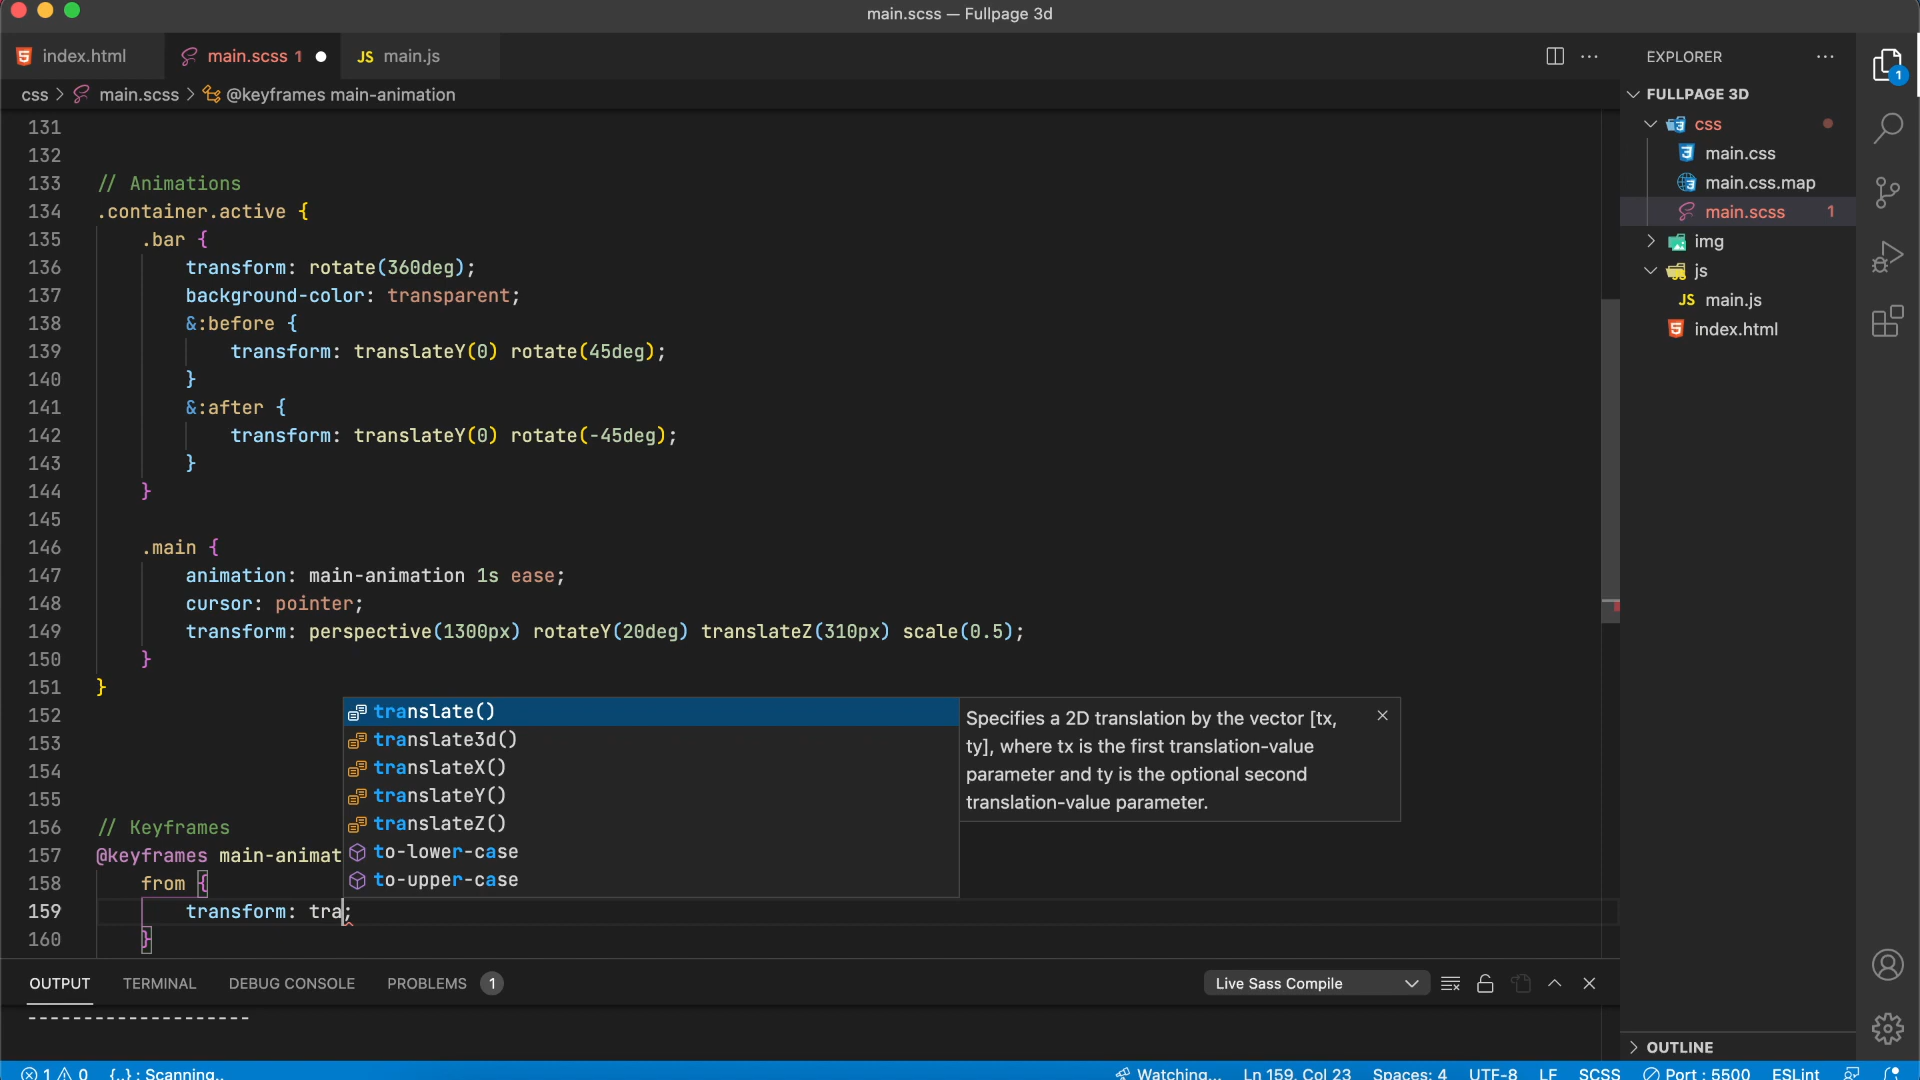 main.scss — Fullpage 3d
index.html
main.scss 1
JS main.js
EXPLORER
css > main.scss > @keyframes main-animation
FULLPAGE 3D
css
main.css
main.css.map
main.scss 1
img
js
JS main.js
index.html
1
131
132
133 // Animations
134 .container.active {
135 .bar {
136 transform: rotate(360deg);
137 background-color: transparent;
138 &:before {
139 transform: translateY(0) rotate(45deg);
140 }
141 &:after {
142 transform: translateY(0) rotate(-45deg);
143 }
144 }
145
146 .main {
147 animation: main-animation 1s ease;
148 cursor: pointer;
149 transform: perspective(1300px) rotateY(20deg) translateZ(310px) scale(0.5);
150 }
151 }
152
153
154
155
156 // Keyframes
157 @keyframes main-animat
158 from {
159 transform: tra;
160 }
translate()
translate3d()
translateX()
translateY()
translateZ()
to-lower-case
to-upper-case
Specifies a 2D translation by the vector [tx,
ty], where tx is the first translation-value
parameter and ty is the optional second
translation-value parameter.
OUTPUT TERMINAL DEBUG CONSOLE PROBLEMS 1
Live Sass Compile
--------------------
OUTLINE
1 0 {..} : Scanning..
Watching... Ln 159, Col 23 Spaces: 4 UTF-8 LF SCSS Port : 5500 ESLint